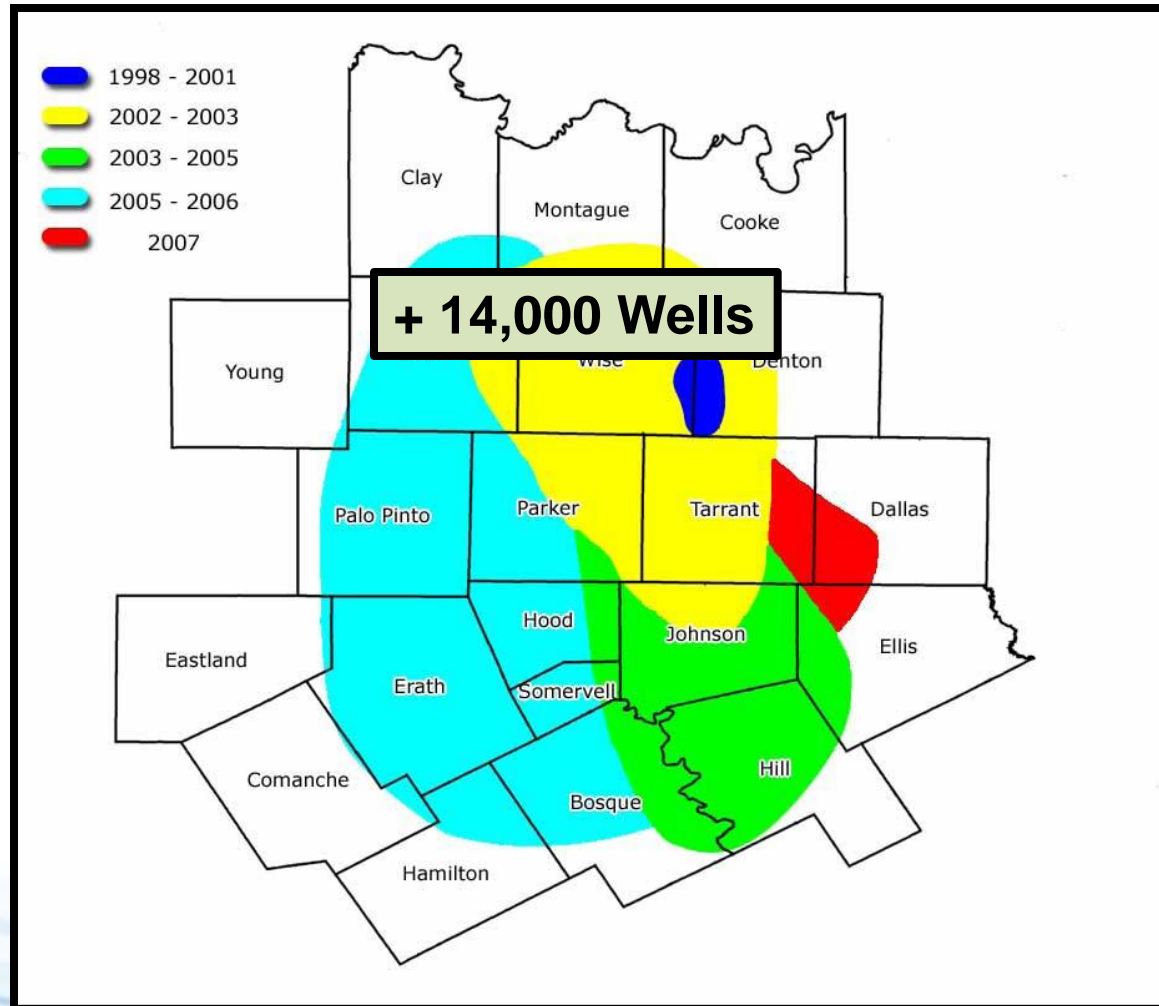 1998 - 2001
2002 - 2003
2003 - 2005
2005 - 2006
2007
Clay
Montague
Cooke
+ 14,000 Wells
Young
Wise
Denton
Palo Pinto
Parker
Tarrant
Dallas
Eastland
Erath
Hood
Somervell
Johnson
Ellis
Comanche
Hamilton
Bosque
Hill